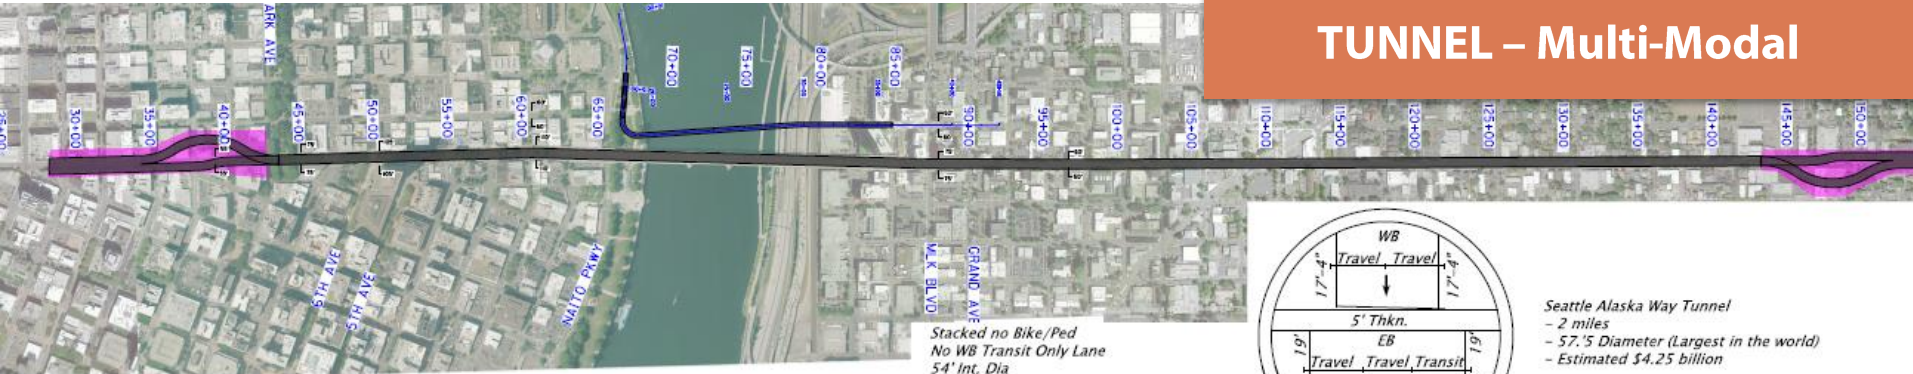 TUNNEL – Multi-Modal
ARK AVE
25+00
30+00
35+00
40+00
45+00
50+00
55+00
60+00
65+00
70+00
75+00
80+00
85+00
90+00
95+00
100+00
105+00
110+00
115+00
120+00
125+00
130+00
135+00
140+00
145+00
150+00
6TH AVE
5TH AVE
NAITO PKWY
MLK BLVD
GRAND AVE
Stacked no Bike/Ped
No WB Transit Only Lane
54' Int. Dia
WB
Travel Travel
17'-4"
17'-4"
5' Thkn.
EB
19'
19'
Travel Travel Transit
Seattle Alaska Way Tunnel
- 2 miles
- 57.'5 Diameter (Largest in the world)
- Estimated $4.25 billion